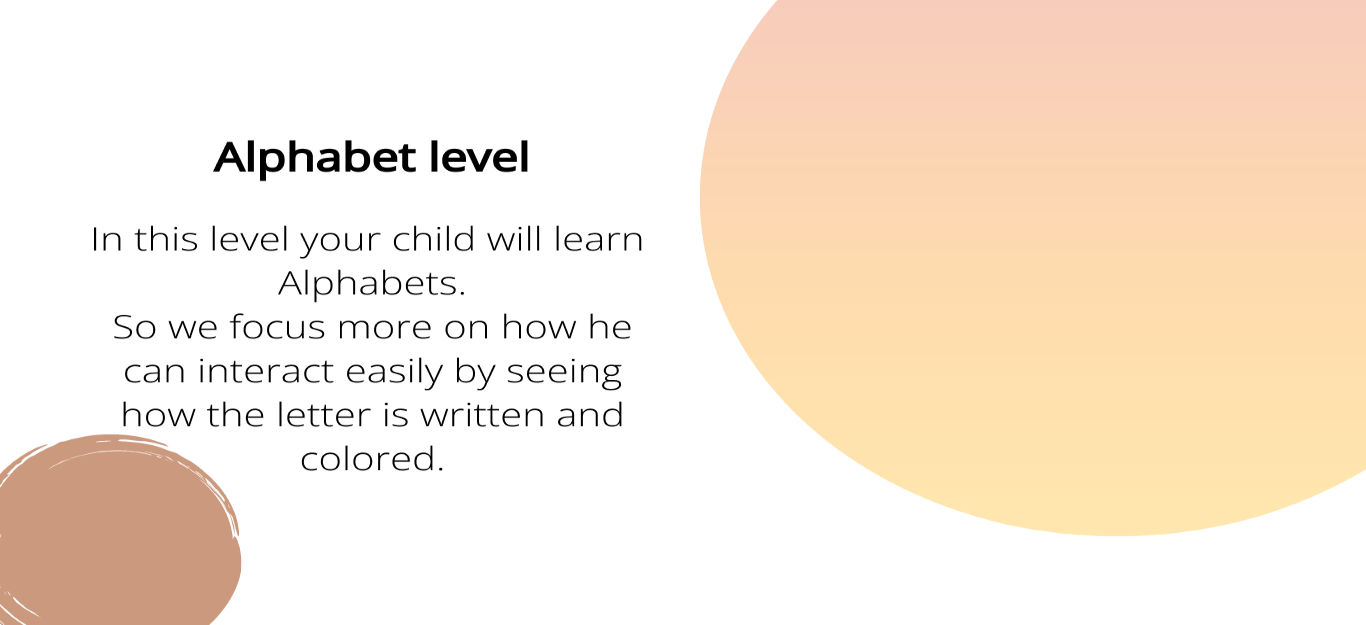 Alphabet level
In this level your child will learn
Alphabets.
So we focus more on how he
can interact easily by seeing
how the letter is written and
colored.